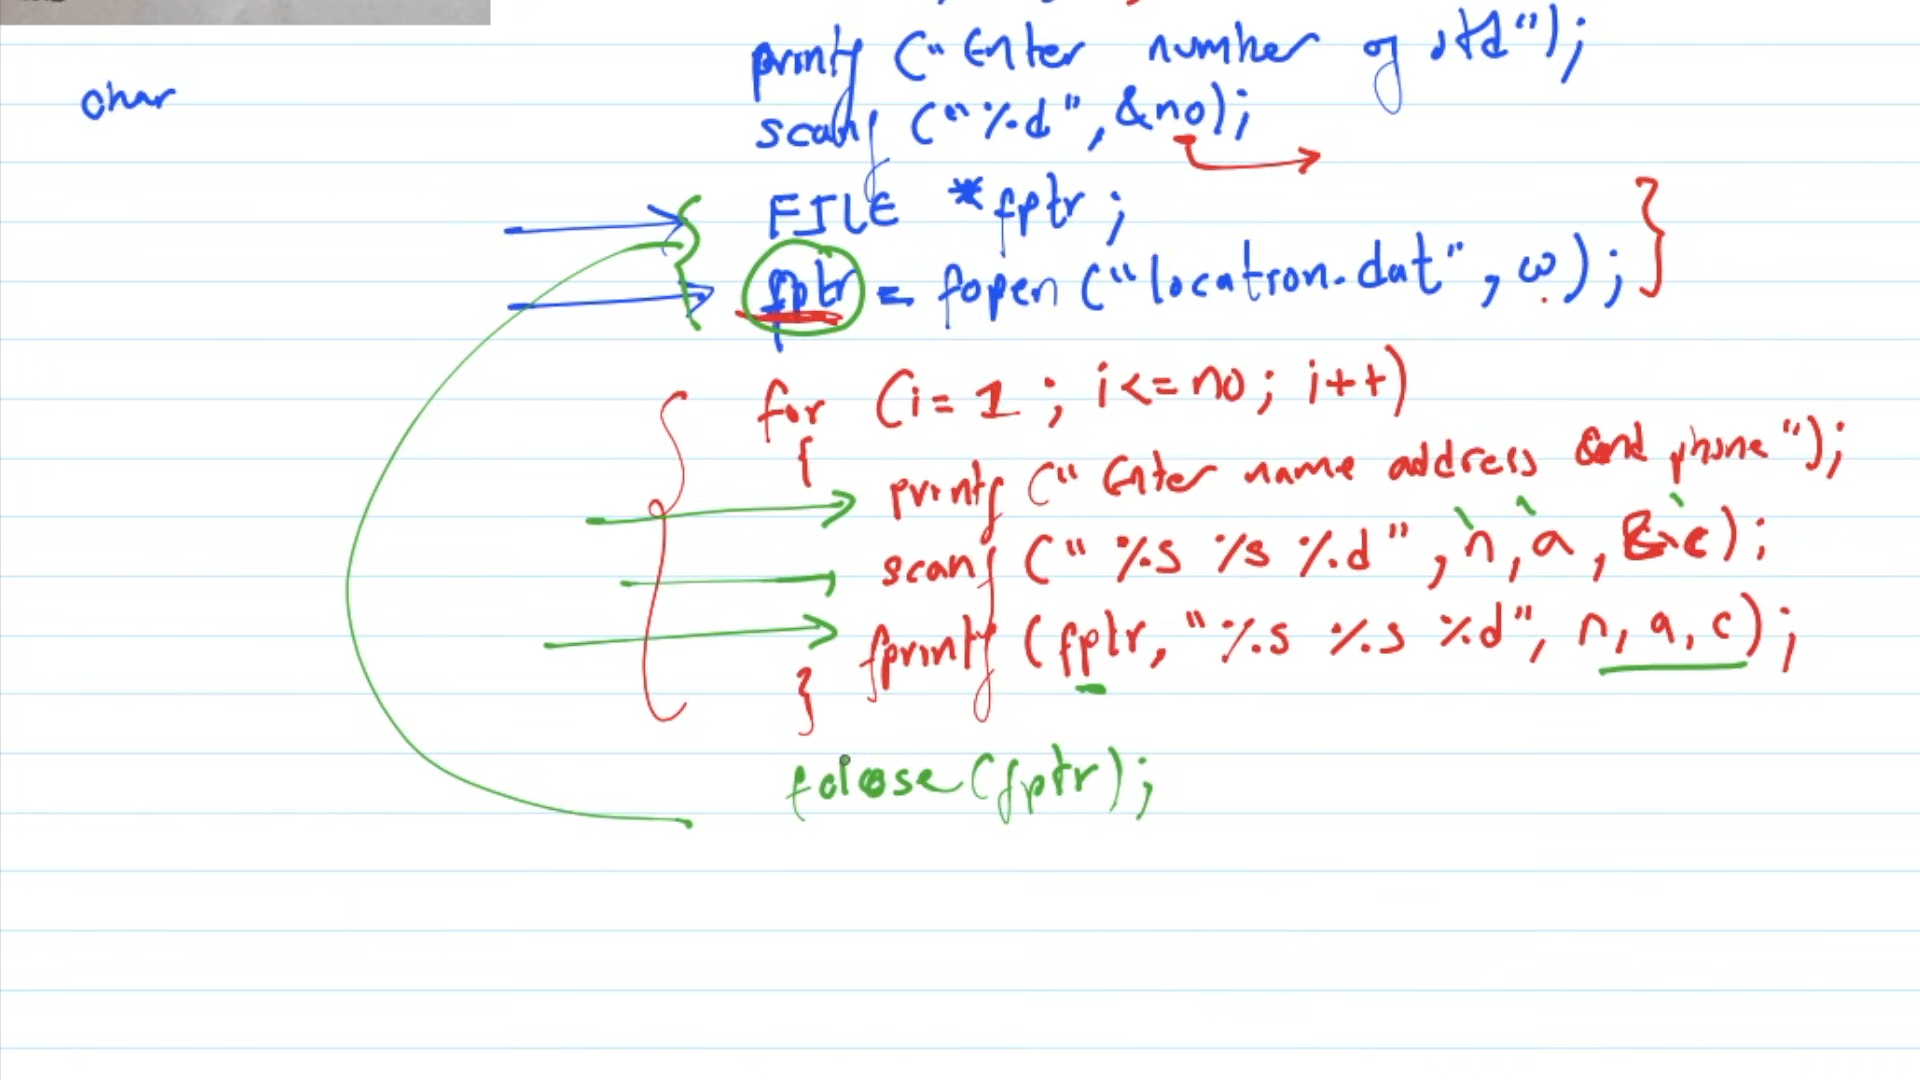 printf ("Enter number of std");
char
scanf ("%d", &no);
FILE *fptr;
fptr = fopen ("location.dat", w);
for (i=1; i<=no; i++)
{
printf ("Enter name address and phone");
scanf ("%s %s %d", n, a, &c);
fprintf (fptr, "%s %s %d", n, a, c);
}
fclose(fptr);